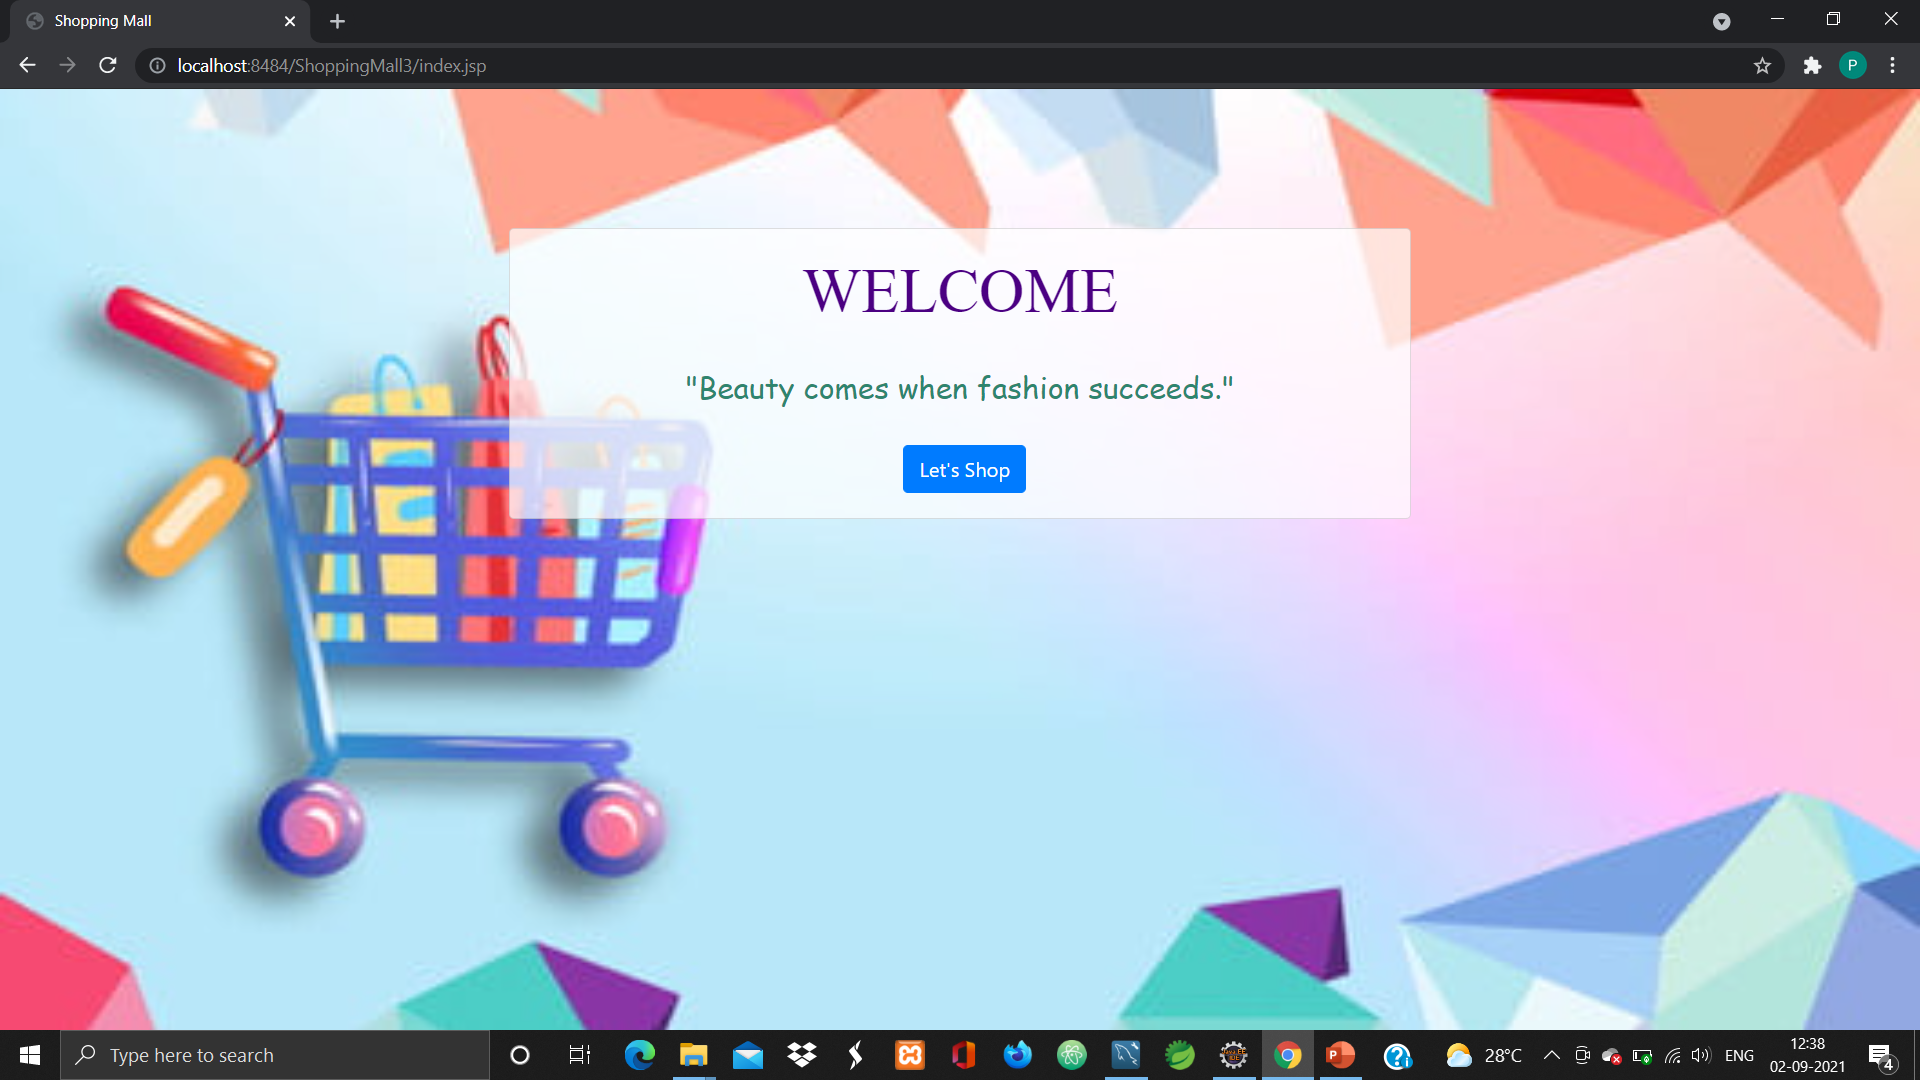 Shopping Mall
localhost:8484/ShoppingMall3/index.jsp
P
WELCOME
"Beauty comes when fashion succeeds."
Let's Shop
Type here to search
28°C
ENG
12:38
02-09-2021
4